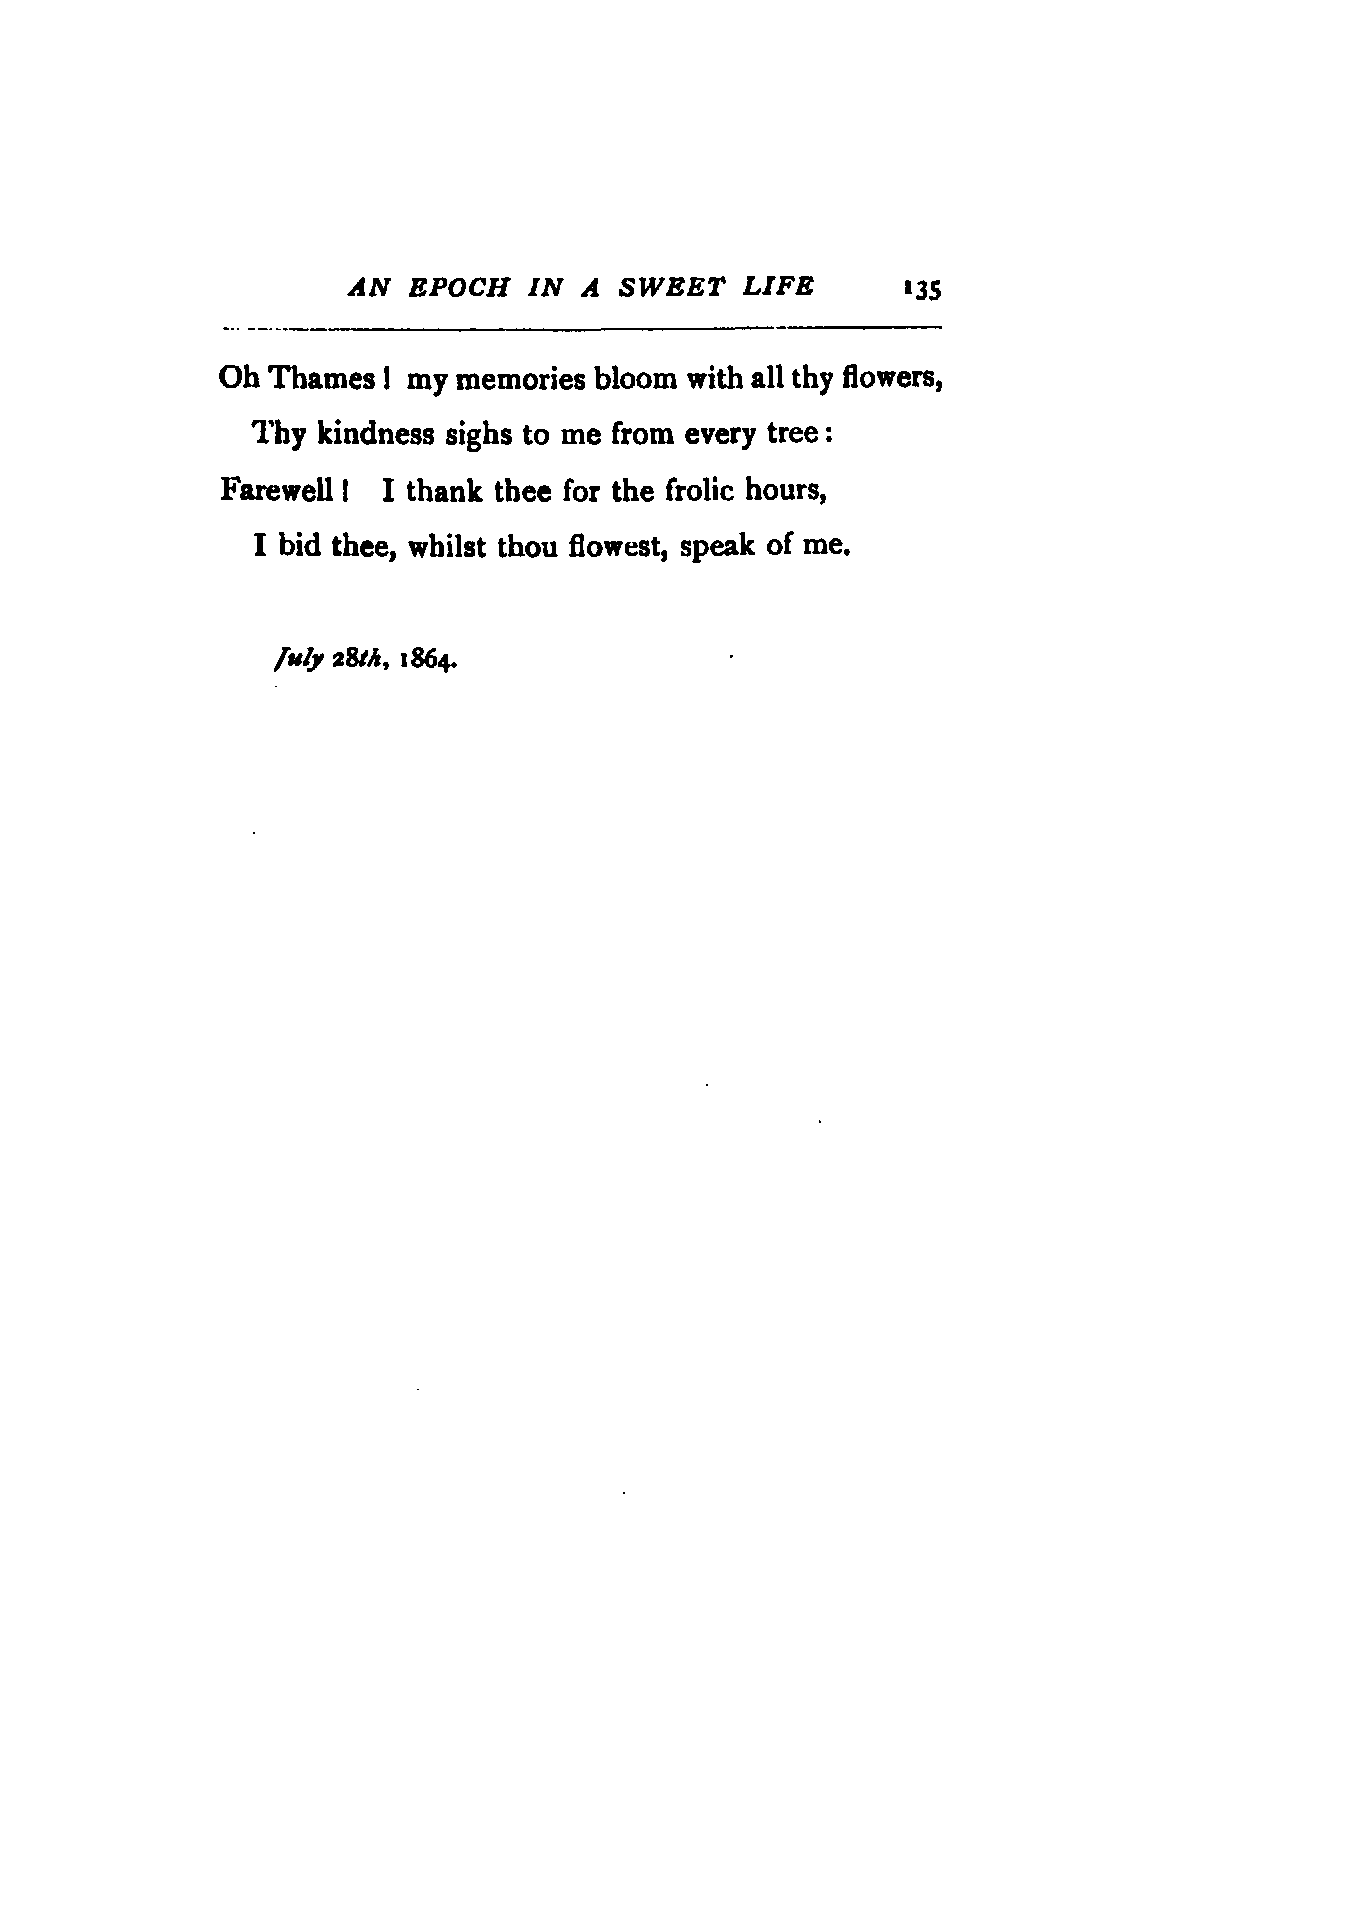 AN EPOCH IN A SWEET LIFE 135
Oh Thames! my memories bloom with all thy flowers,
Thy kindness sighs to me from every tree:
Farewell! I thank thee for the frolic hours,
I bid thee, whilst thou flowest, speak of me.
July 28th, 1864.